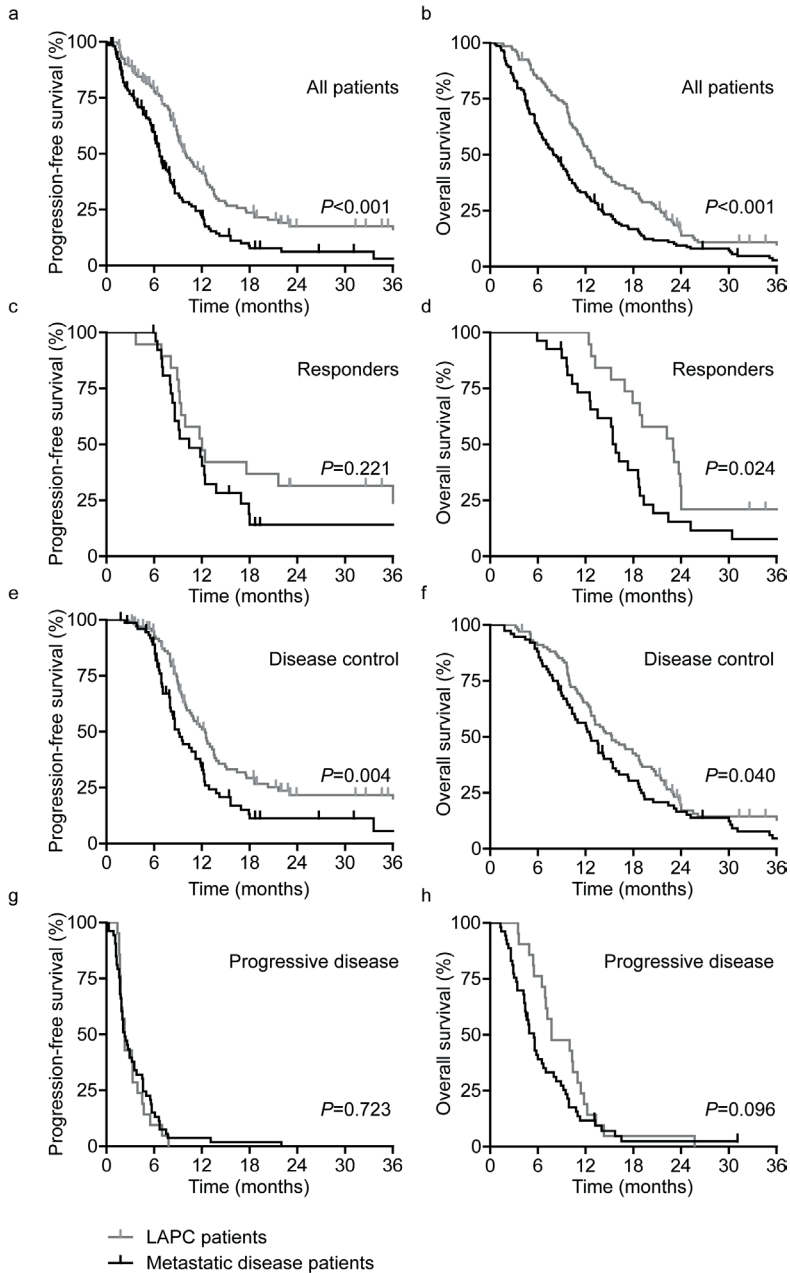 a
Progression-free survival (%)
100
75
50
25
0
All patients
P<0.001
0 6 12 18 24 30 36
Time (months)
b
Overall survival (%)
100
75
50
25
0
All patients
P<0.001
0 6 12 18 24 30 36
Time (months)
c
Progression-free survival (%)
100
75
50
25
0
Responders
P=0.221
0 6 12 18 24 30 36
Time (months)
d
Overall survival (%)
100
75
50
25
0
Responders
P=0.024
0 6 12 18 24 30 36
Time (months)
e
Progression-free survival (%)
100
75
50
25
0
Disease control
P=0.004
0 6 12 18 24 30 36
Time (months)
f
Overall survival (%)
100
75
50
25
0
Disease control
P=0.040
0 6 12 18 24 30 36
Time (months)
g
Progression-free survival (%)
100
75
50
25
0
Progressive disease
P=0.723
0 6 12 18 24 30 36
Time (months)
h
Overall survival (%)
100
75
50
25
0
Progressive disease
P=0.096
0 6 12 18 24 30 36
Time (months)
LAPC patients
Metastatic disease patients